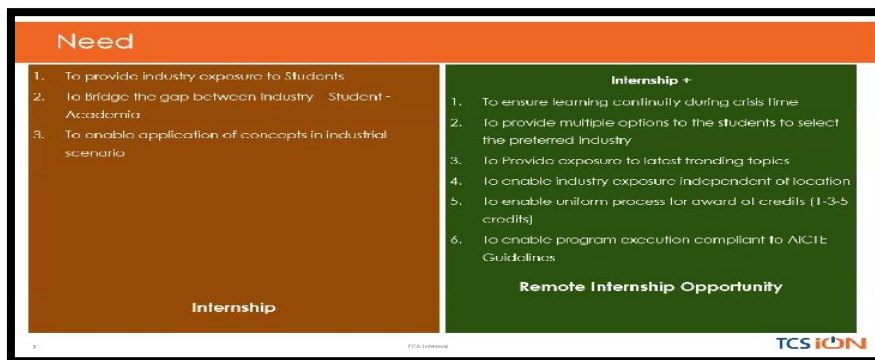 Need
1. To provide industry exposure to Students
2. To Bridge the gap between Industry Student -
Academia
3. To enable application of concepts in industrial
scenario
Internship
Internship +
1. To ensure learning continuity during crisis time
2. To provide multiple options to the students to select
the preferred Industry
3. To Provide exposure to latest trending topics
4. To enable industry exposure independent of location
5. To enable uniform process for award of credits (1-3-5
credits)
6. To enable program execution compliant to AICTE
Guidelines
Remote Internship Opportunity
TCS Internal
TCS iON